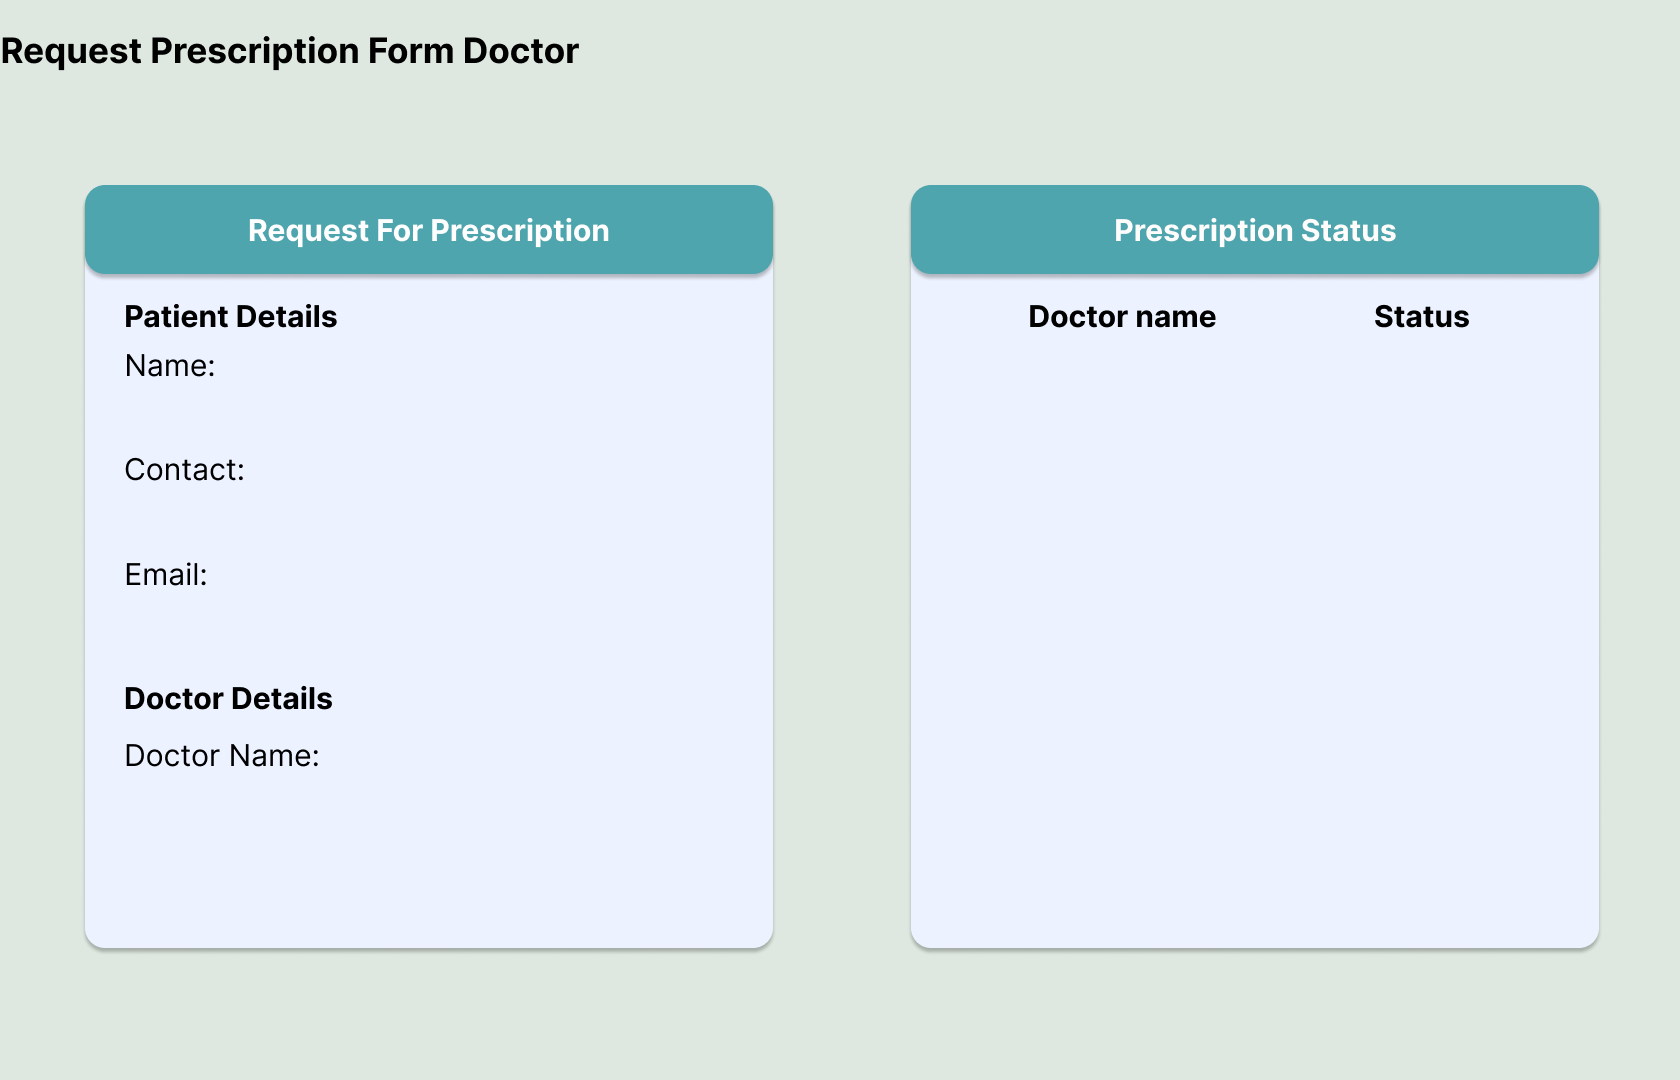 Request Prescription Form Doctor
Request For Prescription
Patient Details
Name:
Contact:
Email:
Doctor Details
Doctor Name:
Prescription Status
Doctor name Status